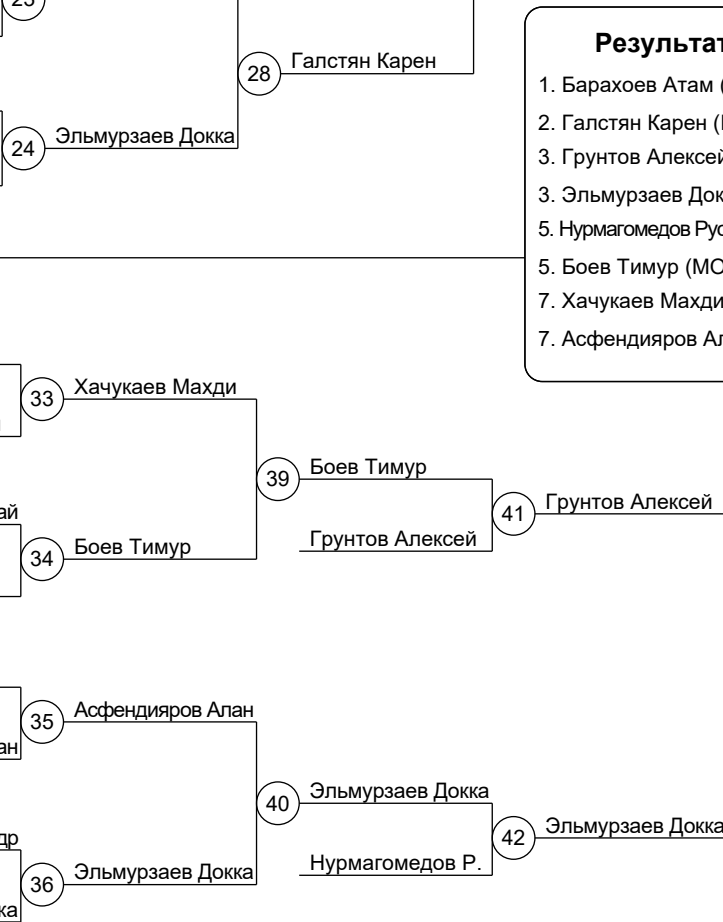 28
Галстян Карен
24
Эльмурзаев Докка
1. Барахоев Атам
2. Галстян Карен
3. Грунтов Алексей
3. Эльмурзаев
5. Нурмагомедов
5. Боев Тимур
7. Хачукаев Махди
7. Асфендияров
33
Хачукаев Махди
39
Боев Тимур
41
Грунтов Алексей
Грунтов Алексей
34
Боев Тимур
35
Асфендияров Алан
40
Эльмурзаев Докка
42
Эльмурзаев Докка
Нурмагомедов Р.
36
Эльмурзаев Докка